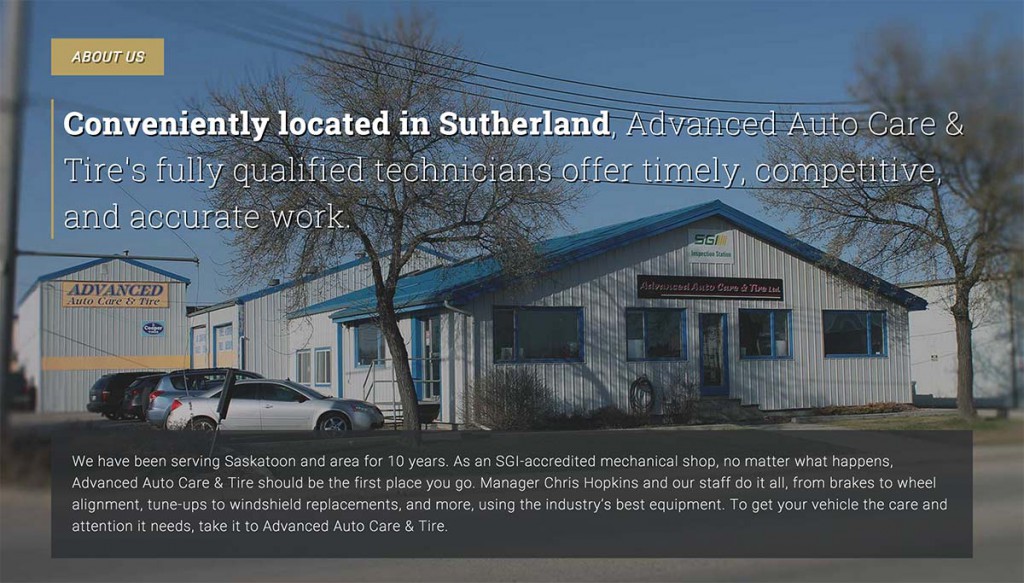 ABOUT US
Conveniently located in Sutherland, Advanced Auto Care &
Tire's fully qualified technicians offer timely, competitive,
and accurate work.
SGI
Inspection Station
ADVANCED
Auto Care & Tire
Cooper
Advanced Auto Care & Tire Ltd.
We have been serving Saskatoon and area for 10 years. As an SGI-accredited mechanical shop, no matter what happens,
Advanced Auto Care & Tire should be the first place you go. Manager Chris Hopkins and our staff do it all, from brakes to wheel
alignment, tune-ups to windshield replacements, and more, using the industry's best equipment. To get your vehicle the care and
attention it needs, take it to Advanced Auto Care & Tire.